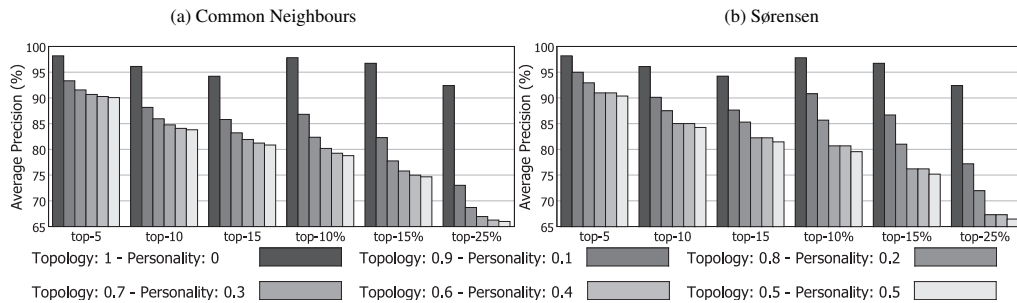 (a) Common Neighbours
(b) Sørensen
Average Precision (%)
100
95
90
85
80
75
70
65
top-5 top-10 top-15 top-10% top-15% top-25%
Average Precision (%)
100
95
90
85
80
75
70
65
top-5 top-10 top-15 top-10% top-15% top-25%
Topology: 1 - Personality: 0 Topology: 0.9 - Personality: 0.1 Topology: 0.8 - Personality: 0.2
Topology: 0.7 - Personality: 0.3 Topology: 0.6 - Personality: 0.4 Topology: 0.5 - Personality: 0.5